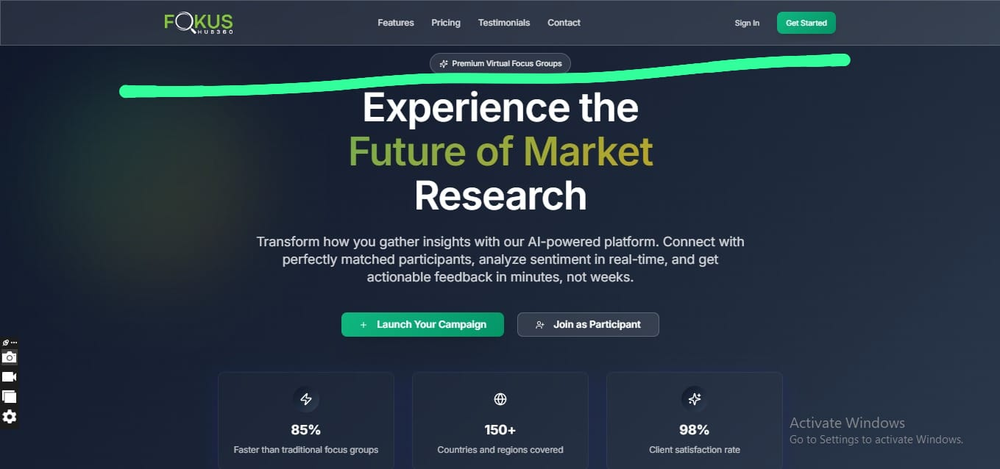 FOKUS
HUB360
Features Pricing Testimonials Contact Sign In Get Started
Premium Virtual Focus Groups
Experience the
Future of Market
Research
Transform how you gather insights with our AI-powered platform. Connect with
perfectly matched participants, analyze sentiment in real-time, and get
actionable feedback in minutes, not weeks.
Launch Your Campaign Join as Participant
85%
Faster than traditional focus groups
150+
Countries and regions covered
98%
Client satisfaction rate
Activate Windows
Go to Settings to activate Windows.